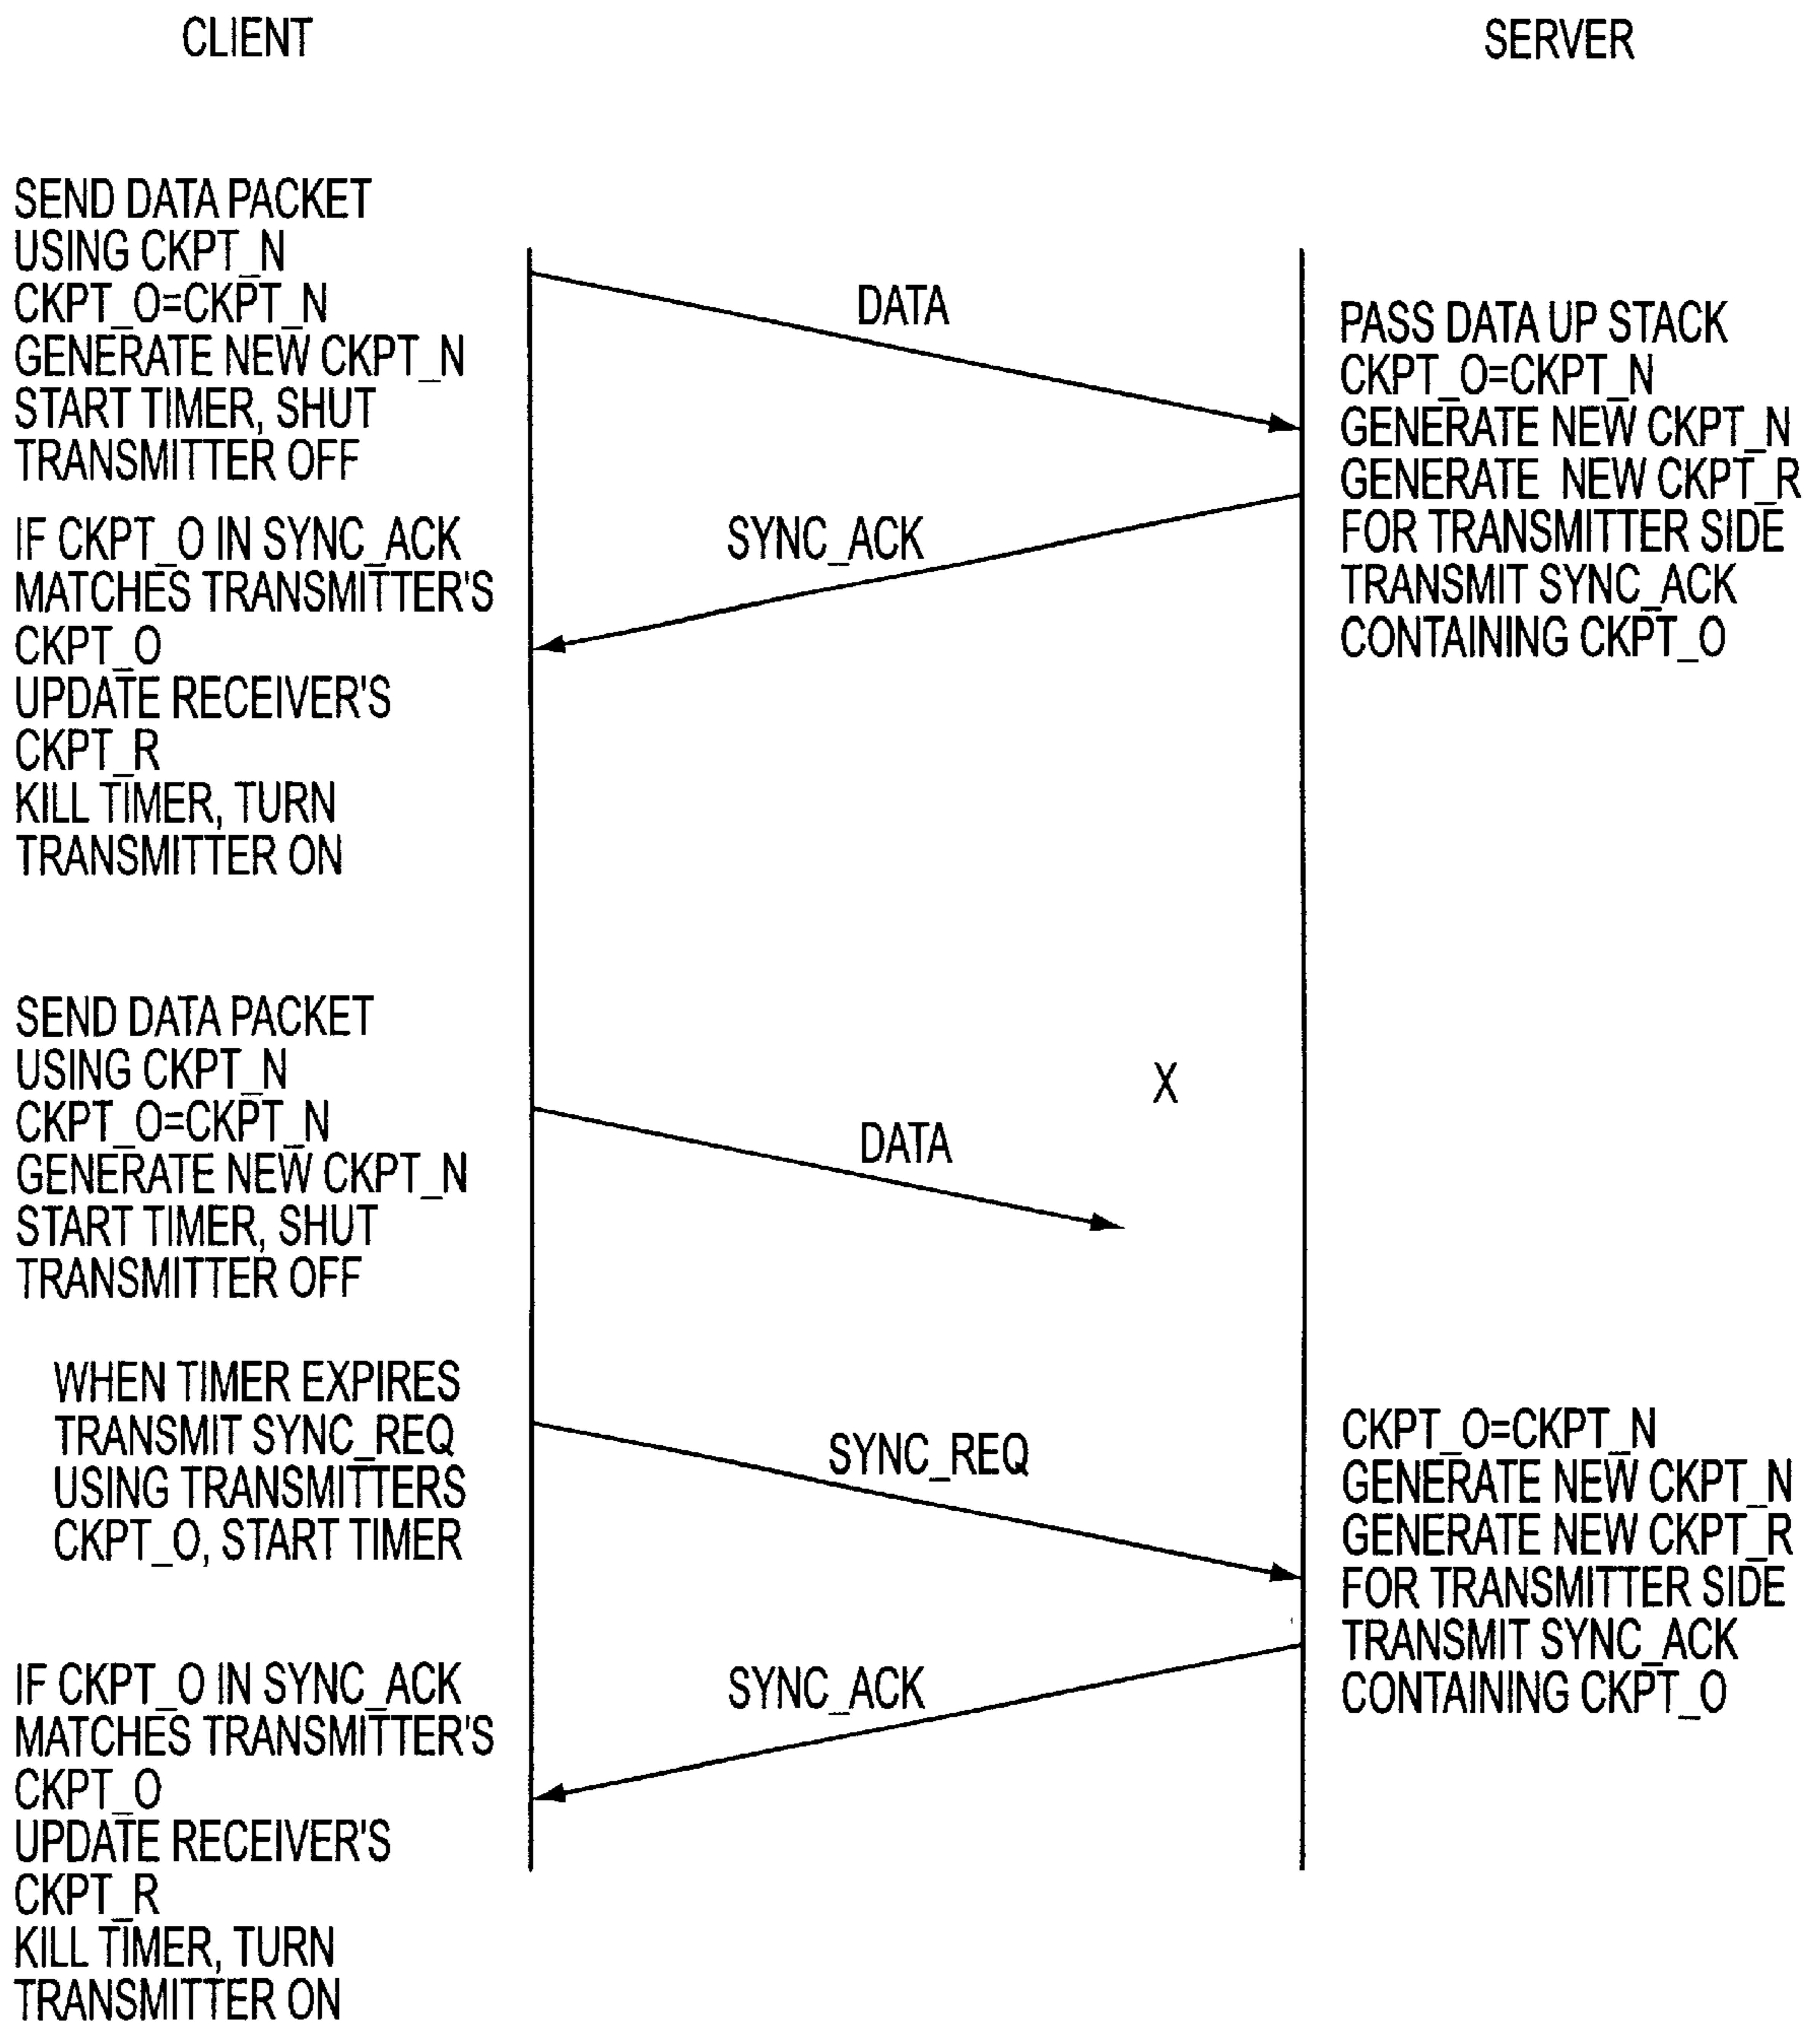 CLIENT
SERVER
SEND DATA PACKET
USING CKPT_N
CKPT_O=CKPT_N
GENERATE NEW CKPT_N
START TIMER, SHUT
TRANSMITTER OFF
DATA
PASS DATA UP STACK
CKPT_O=CKPT_N
GENERATE NEW CKPT_N
GENERATE NEW CKPT_R
FOR TRANSMITTER SIDE
TRANSMIT SYNC_ACK
CONTAINING CKPT_O
SYNC_ACK
IF CKPT_O IN SYNC_ACK
MATCHES TRANSMITTER'S
CKPT_O
UPDATE RECEIVER'S
CKPT_R
KILL TIMER, TURN
TRANSMITTER ON
SEND DATA PACKET
USING CKPT_N
CKPT_O=CKPT_N
GENERATE NEW CKPT_N
START TIMER, SHUT
TRANSMITTER OFF
X
DATA
WHEN TIMER EXPIRES
TRANSMIT SYNC_REQ
USING TRANSMITTERS
CKPT_O, START TIMER
SYNC_REQ
CKPT_O=CKPT_N
GENERATE NEW CKPT_N
GENERATE NEW CKPT_R
FOR TRANSMITTER SIDE
TRANSMIT SYNC_ACK
CONTAINING CKPT_O
SYNC_ACK
IF CKPT_O IN SYNC_ACK
MATCHES TRANSMITTER'S
CKPT_O
UPDATE RECEIVER'S
CKPT_R
KILL TIMER, TURN
TRANSMITTER ON